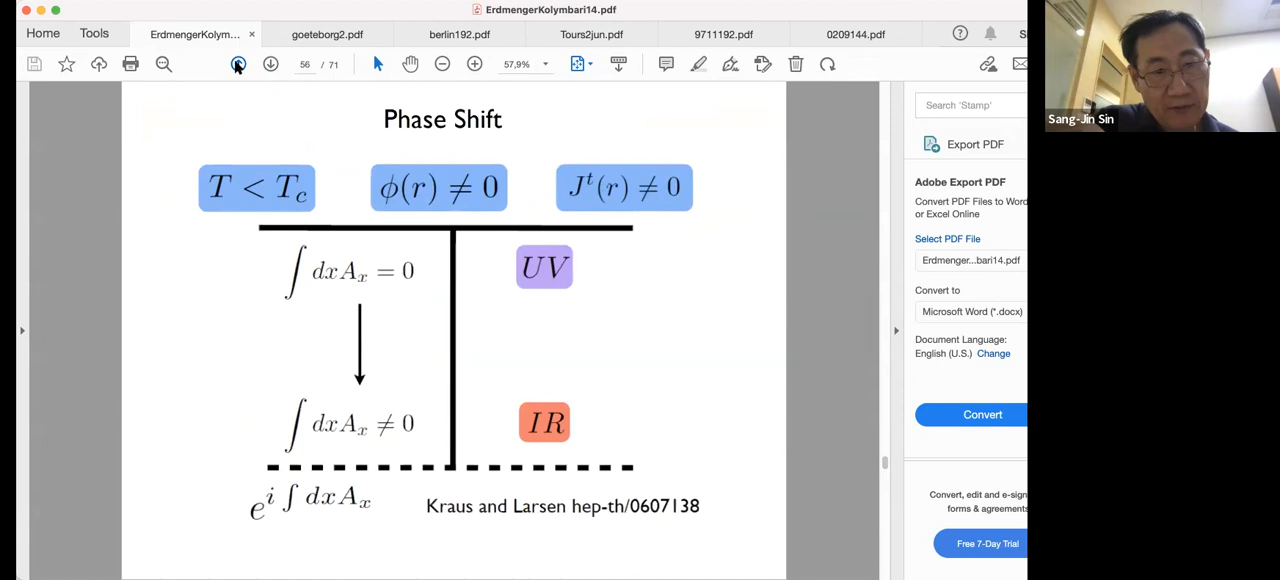 ErdmengerKolymbari14.pdf
Home
Tools
ErdmengerKolym... ×
goeteborg2.pdf
berlin192.pdf
Tours2jun.pdf
9711192.pdf
0209144.pdf
56 / 71
57,9%
Phase Shift
T < T_c
ϕ(r) ≠ 0
J^t(r) ≠ 0
∫ dxA_x = 0
UV
∫ dxA_x ≠ 0
IR
e^{i ∫ dxA_x}
Kraus and Larsen hep-th/0607138
Search 'Stamp'
Export PDF
Adobe Export PDF
Convert PDF Files to Word
or Excel Online
Select PDF File
Erdmenger...bari14.pdf
Convert to
Microsoft Word (*.docx)
Document Language:
English (U.S.) Change
Convert
Convert, edit and e-sign
forms & agreements
Free 7-Day Trial
Sang-Jin Sin